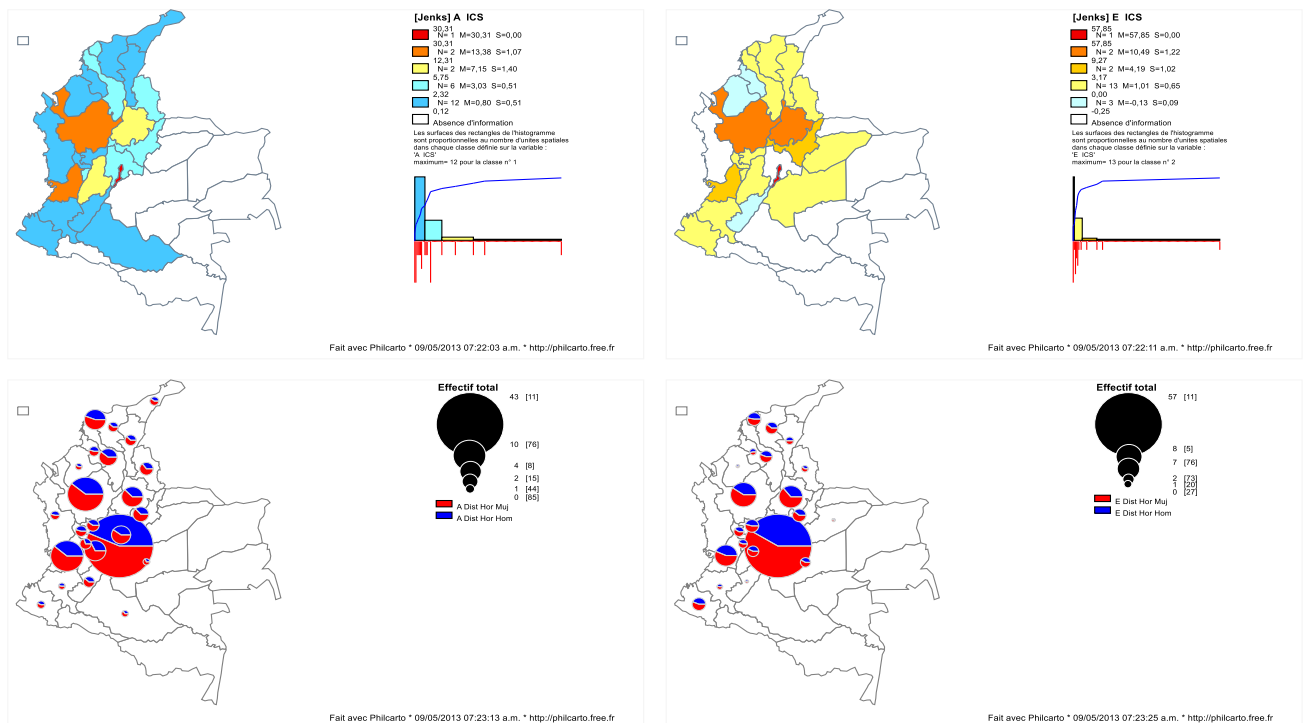 [Jenks] A ICS
30,31
N= 1 M=30,31 S=0,00
30,31
N= 2 M=13,38 S=1,07
12,31
N= 2 M=7,15 S=1,40
5,75
N= 6 M=3,03 S=0,51
2,32
N= 12 M=0,80 S=0,51
0,12
Absence d'information
Les surfaces des rectangles de l'histogramme
sont proportionnelles au nombre d'unites spatiales
dans chaque classe définie sur la variable :
'A ICS'
maximum= 12 pour la classe n° 1
Fait avec Philcarto * 09/05/2013 07:22:03 a.m. * http://philcarto.free.fr
[Jenks] E ICS
57,85
N= 1 M=57,85 S=0,00
57,85
N= 2 M=10,49 S=1,22
9,27
N= 2 M=4,19 S=1,02
3,17
N= 13 M=1,01 S=0,65
0,00
N= 3 M=-0,13 S=0,09
-0,25
Absence d'information
Les surfaces des rectangles de l'histogramme
sont proportionnelles au nombre d'unites spatiales
dans chaque classe définie sur la variable :
'E ICS'
maximum= 13 pour la classe n° 2
Fait avec Philcarto * 09/05/2013 07:22:11 a.m. * http://philcarto.free.fr
Effectif total
43 [11]
10 [76]
4 [8]
2 [15]
1 [44]
0 [85]
A Dist Hor Muj
A Dist Hor Hom
Fait avec Philcarto * 09/05/2013 07:23:13 a.m. * http://philcarto.free.fr
Effectif total
57 [11]
8 [5]
7 [76]
2 [73]
1 [20]
0 [27]
E Dist Hor Muj
E Dist Hor Hom
Fait avec Philcarto * 09/05/2013 07:23:25 a.m. * http://philcarto.free.fr